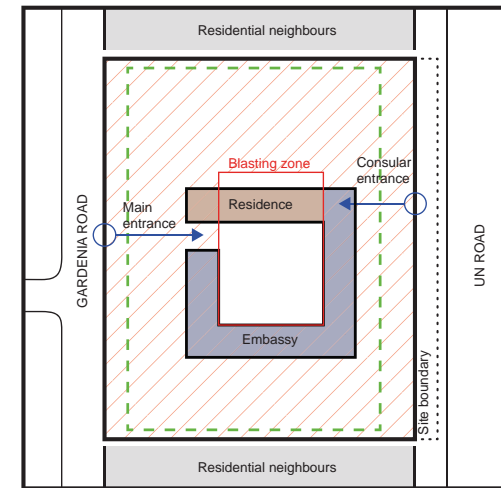 Residential neighbours
Blasting zone
Consular
entrance
Residence
Main
entrance
GARDENIA ROAD
UN ROAD
Embassy
Site boundary
Residential neighbours